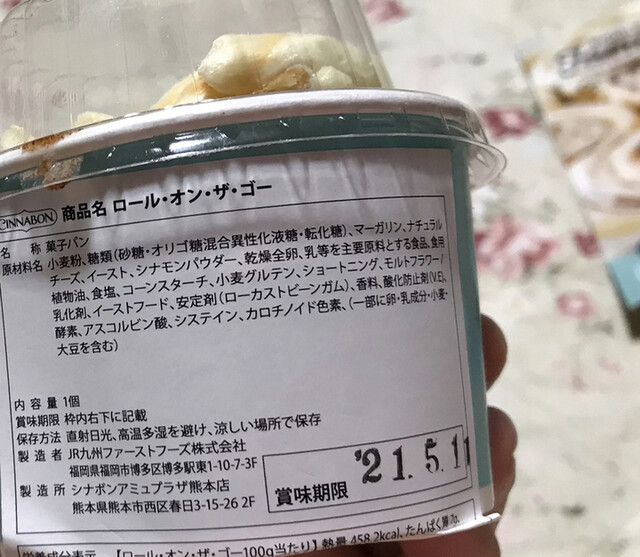 CINNABON 商品名 ロール・オン・ザ・ゴー
名 称 菓子パン
原材料名 小麦粉、糖類(砂糖・オリゴ糖混合異性化液糖・転化糖)、マーガリン、ナチュラル
チーズ、イースト、シナモンパウダー、乾燥全卵、乳等を主要原料とする食品、食用
植物油、食塩、コーンスターチ、小麦グルテン、ショートニング、モルトフラワー/
乳化剤、イーストフード、安定剤(ローカストビーンガム)、香料、酸化防止剤(V.E)、
酵素、アスコルビン酸、システイン、カロチノイド色素、(一部に卵・乳成分・小麦・
大豆を含む)
内 容 量 1個
賞味期限 枠内右下に記載
保存方法 直射日光、高温多湿を避け、涼しい場所で保存
製 造 者 JR九州ファーストフーズ株式会社
福岡県福岡市博多区博多駅東1-10-7-3F
製 造 所 シナボンアミュプラザ熊本店
熊本県熊本市西区春日3-15-26 2F
賞味期限 '21.5.11
栄養成分表示 【ロール・オン・ザ・ゴー100g当たり】熱量 458.2kcal、たんぱく質 7g、